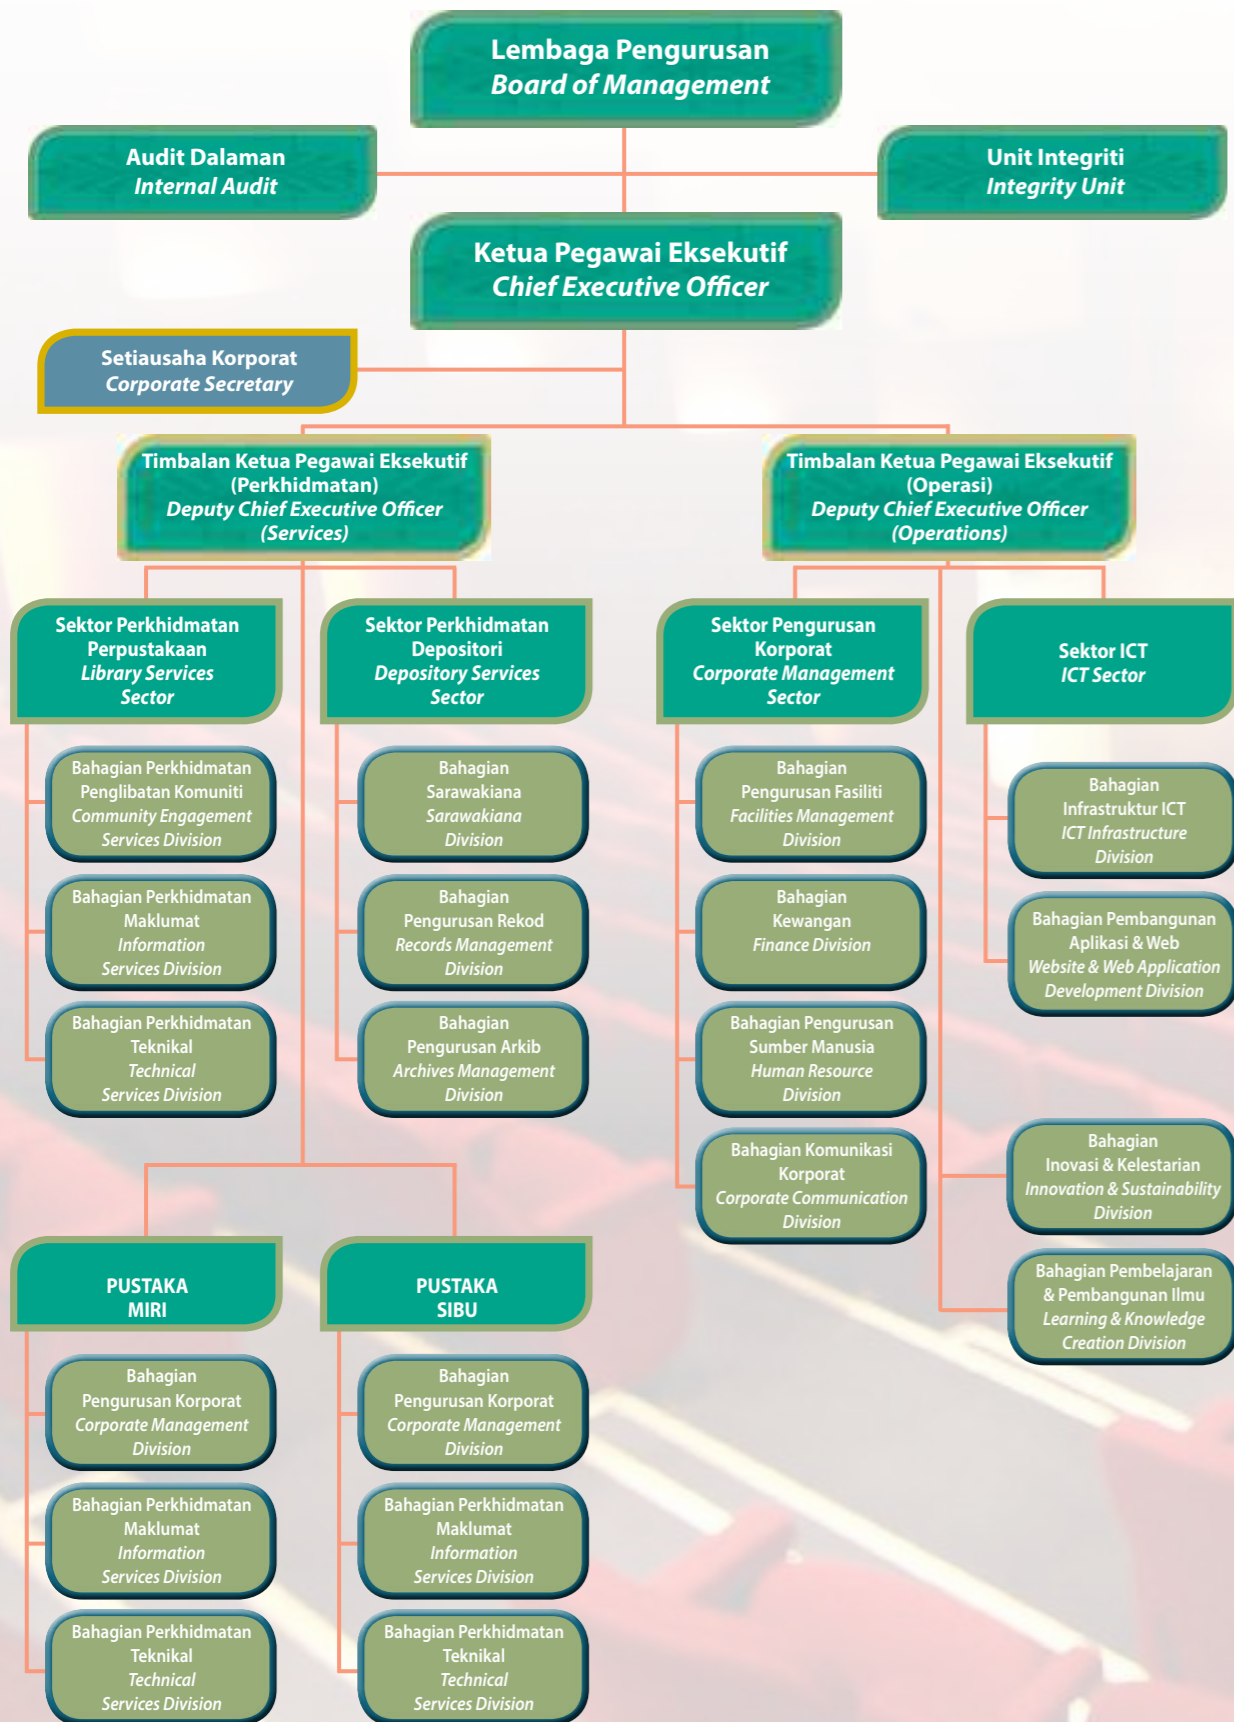 Lembaga Pengurusan
Board of Management
Audit Dalaman
Internal Audit
Unit Integriti
Integrity Unit
Ketua Pegawai Eksekutif
Chief Executive Officer
Setiausaha Korporat
Corporate Secretary
Timbalan Ketua Pegawai Eksekutif
(Perkhidmatan)
Deputy Chief Executive Officer
(Services)
Timbalan Ketua Pegawai Eksekutif
(Operasi)
Deputy Chief Executive Officer
(Operations)
Sektor Perkhidmatan
Perpustakaan
Library Services
Sector
Sektor Perkhidmatan
Depositori
Depository Services
Sector
Sektor Pengurusan
Korporat
Corporate Management
Sector
Sektor ICT
ICT Sector
Bahagian Perkhidmatan
Penglibatan Komuniti
Community Engagement
Services Division
Bahagian Perkhidmatan
Maklumat
Information
Services Division
Bahagian Perkhidmatan
Teknikal
Technical
Services Division
Bahagian
Sarawakiana
Sarawakiana
Division
Bahagian
Pengurusan Rekod
Records Management
Division
Bahagian
Pengurusan Arkib
Archives Management
Division
Bahagian
Pengurusan Fasiliti
Facilities Management
Division
Bahagian
Kewangan
Finance Division
Bahagian Pengurusan
Sumber Manusia
Human Resource
Division
Bahagian Komunikasi
Korporat
Corporate Communication
Division
Bahagian
Infrastruktur ICT
ICT Infrastructure
Division
Bahagian Pembangunan
Aplikasi & Web
Website & Web Application
Development Division
Bahagian
Inovasi & Kelestarian
Innovation & Sustainability
Division
Bahagian Pembelajaran
& Pembangunan Ilmu
Learning & Knowledge
Creation Division
PUSTAKA
MIRI
PUSTAKA
SIBU
Bahagian
Pengurusan Korporat
Corporate Management
Division
Bahagian Perkhidmatan
Maklumat
Information
Services Division
Bahagian Perkhidmatan
Teknikal
Technical
Services Division
Bahagian
Pengurusan Korporat
Corporate Management
Division
Bahagian Perkhidmatan
Maklumat
Information
Services Division
Bahagian Perkhidmatan
Teknikal
Technical
Services Division